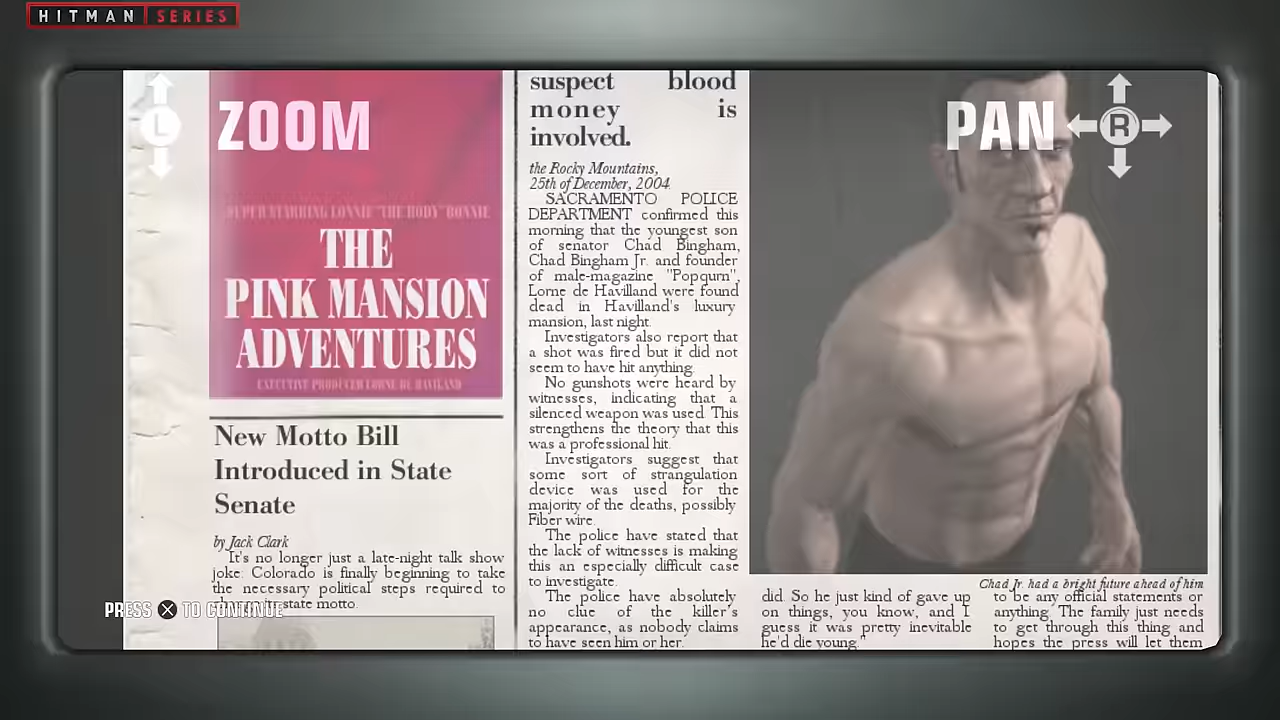 HITMAN SERIES
L
ZOOM
PAN
R
SUPER STARRING LONNIE "THE BODY" BONNIE
THE
PINK MANSION
ADVENTURES
EXECUTIVE PRODUCER LORNE DE HAVILAND
New Motto Bill
Introduced in State
Senate
by Jack Clark
It's no longer just a late-night talk show
joke: Colorado is finally beginning to take
the necessary political steps required to
state motto.
PRESS X TO CONTINUE
suspect blood
money is
involved.
the Rocky Mountains,
25th of December, 2004
SACRAMENTO POLICE
DEPARTMENT confirmed this
morning that the youngest son
of senator Chad Bingham,
Chad Bingham Jr. and founder
of male-magazine "Popqurn",
Lorne de Havilland were found
dead in Havilland's luxury
mansion, last night.
Investigators also report that
a shot was fired but it did not
seem to have hit anything.
No gunshots were heard by
witnesses, indicating that a
silenced weapon was used. This
strengthens the theory that this
was a professional hit.
Investigators suggest that
some sort of strangulation
device was used for the
majority of the deaths, possibly
Fiber wire.
The police have stated that
the lack of witnesses is making
this an especially difficult case
to investigate.
The police have absolutely
no clue of the killer's
appearance, as nobody claims
to have seen him or her.
Chad Jr. had a bright future ahead of him
did. So he just kind of gave up
on things, you know, and I
guess it was pretty inevitable
he'd die young."
to be any official statements or
anything. The family just needs
to get through this thing and
hopes the press will let them